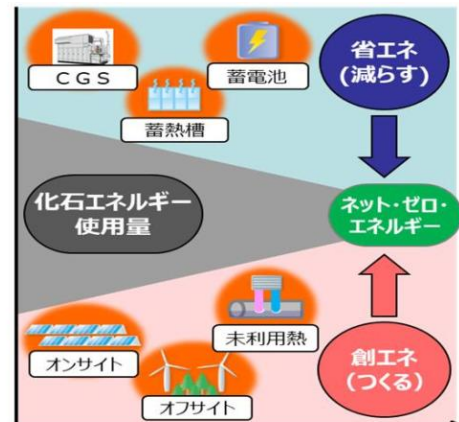 CGS
蓄電池
蓄熱槽
省エネ
(減らす)
化石エネルギー
使用量
ネット・ゼロ・
エネルギー
未利用熱
オンサイト
オフサイト
創エネ
(つくる)